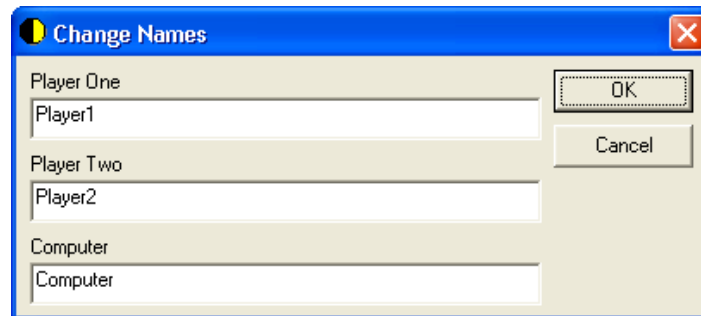 Change Names
Player One
OK
Player1
Cancel
Player Two
Player2
Computer
Computer